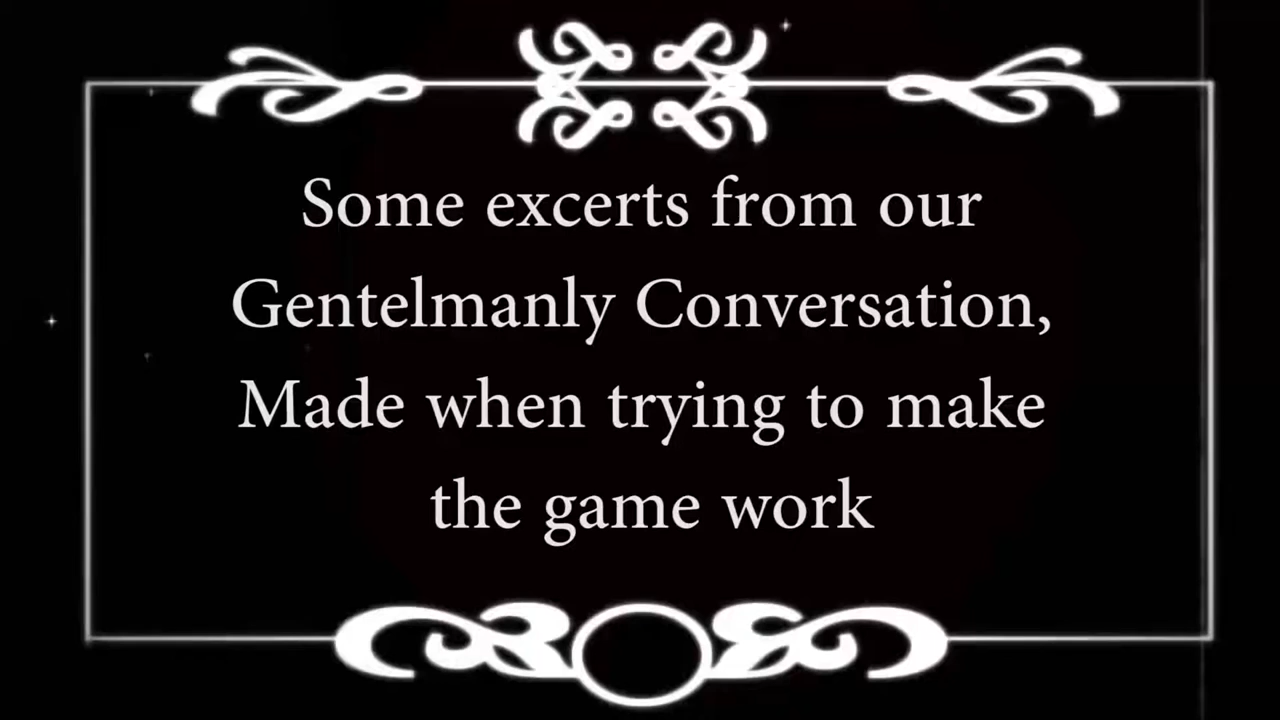 Some excerts from our
Gentelmanly Conversation,
Made when trying to make
the game work